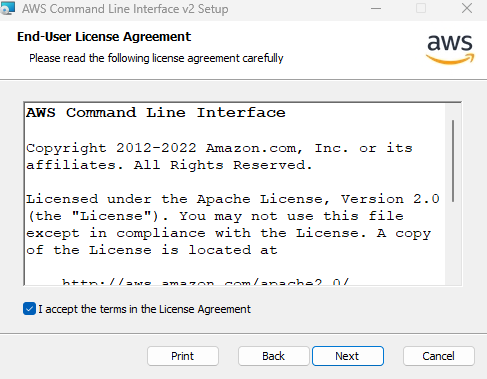 AWS Command Line Interface v2 Setup
End-User License Agreement
Please read the following license agreement carefully
aws
AWS Command Line Interface
Copyright 2012-2022 Amazon.com, Inc. or its
affiliates. All Rights Reserved.
Licensed under the Apache License, Version 2.0
(the "License"). You may not use this file
except in compliance with the License. A copy
of the License is located at
http://aws.amazon.com/apache2.0/
I accept the terms in the License Agreement
Print Back Next Cancel